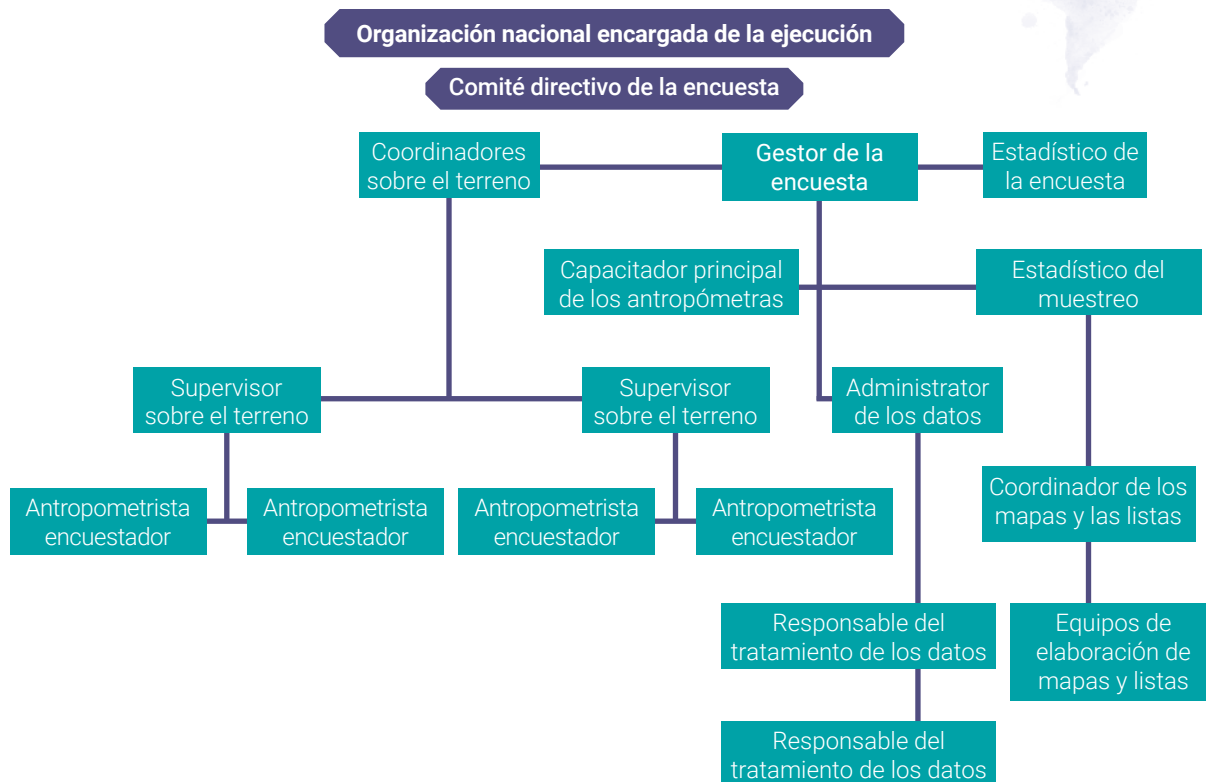 Organización nacional encargada de la ejecución
Comité directivo de la encuesta
Coordinadores
sobre el terreno
Gestor de la
encuesta
Estadístico de
la encuesta
Capacitador principal
de los antropómetras
Estadístico del
muestreo
Supervisor
sobre el terreno
Supervisor
sobre el terreno
Administrator
de los datos
Antropometrista
encuestador
Antropometrista
encuestador
Antropometrista
encuestador
Antropometrista
encuestador
Coordinador de los
mapas y las listas
Responsable del
tratamiento de los datos
Equipos de
elaboración de
mapas y listas
Responsable del
tratamiento de los datos